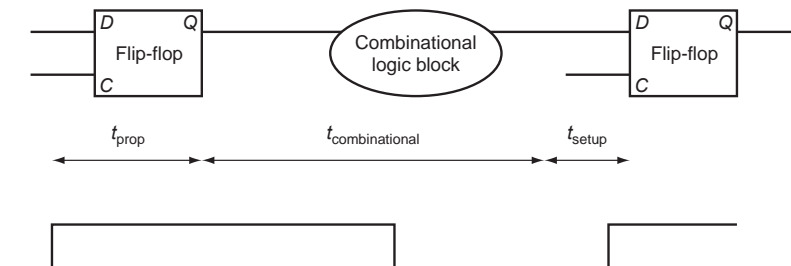 D Q
Flip-flop
C
Combinational
logic block
D Q
Flip-flop
C
tprop
tcombinational
tsetup